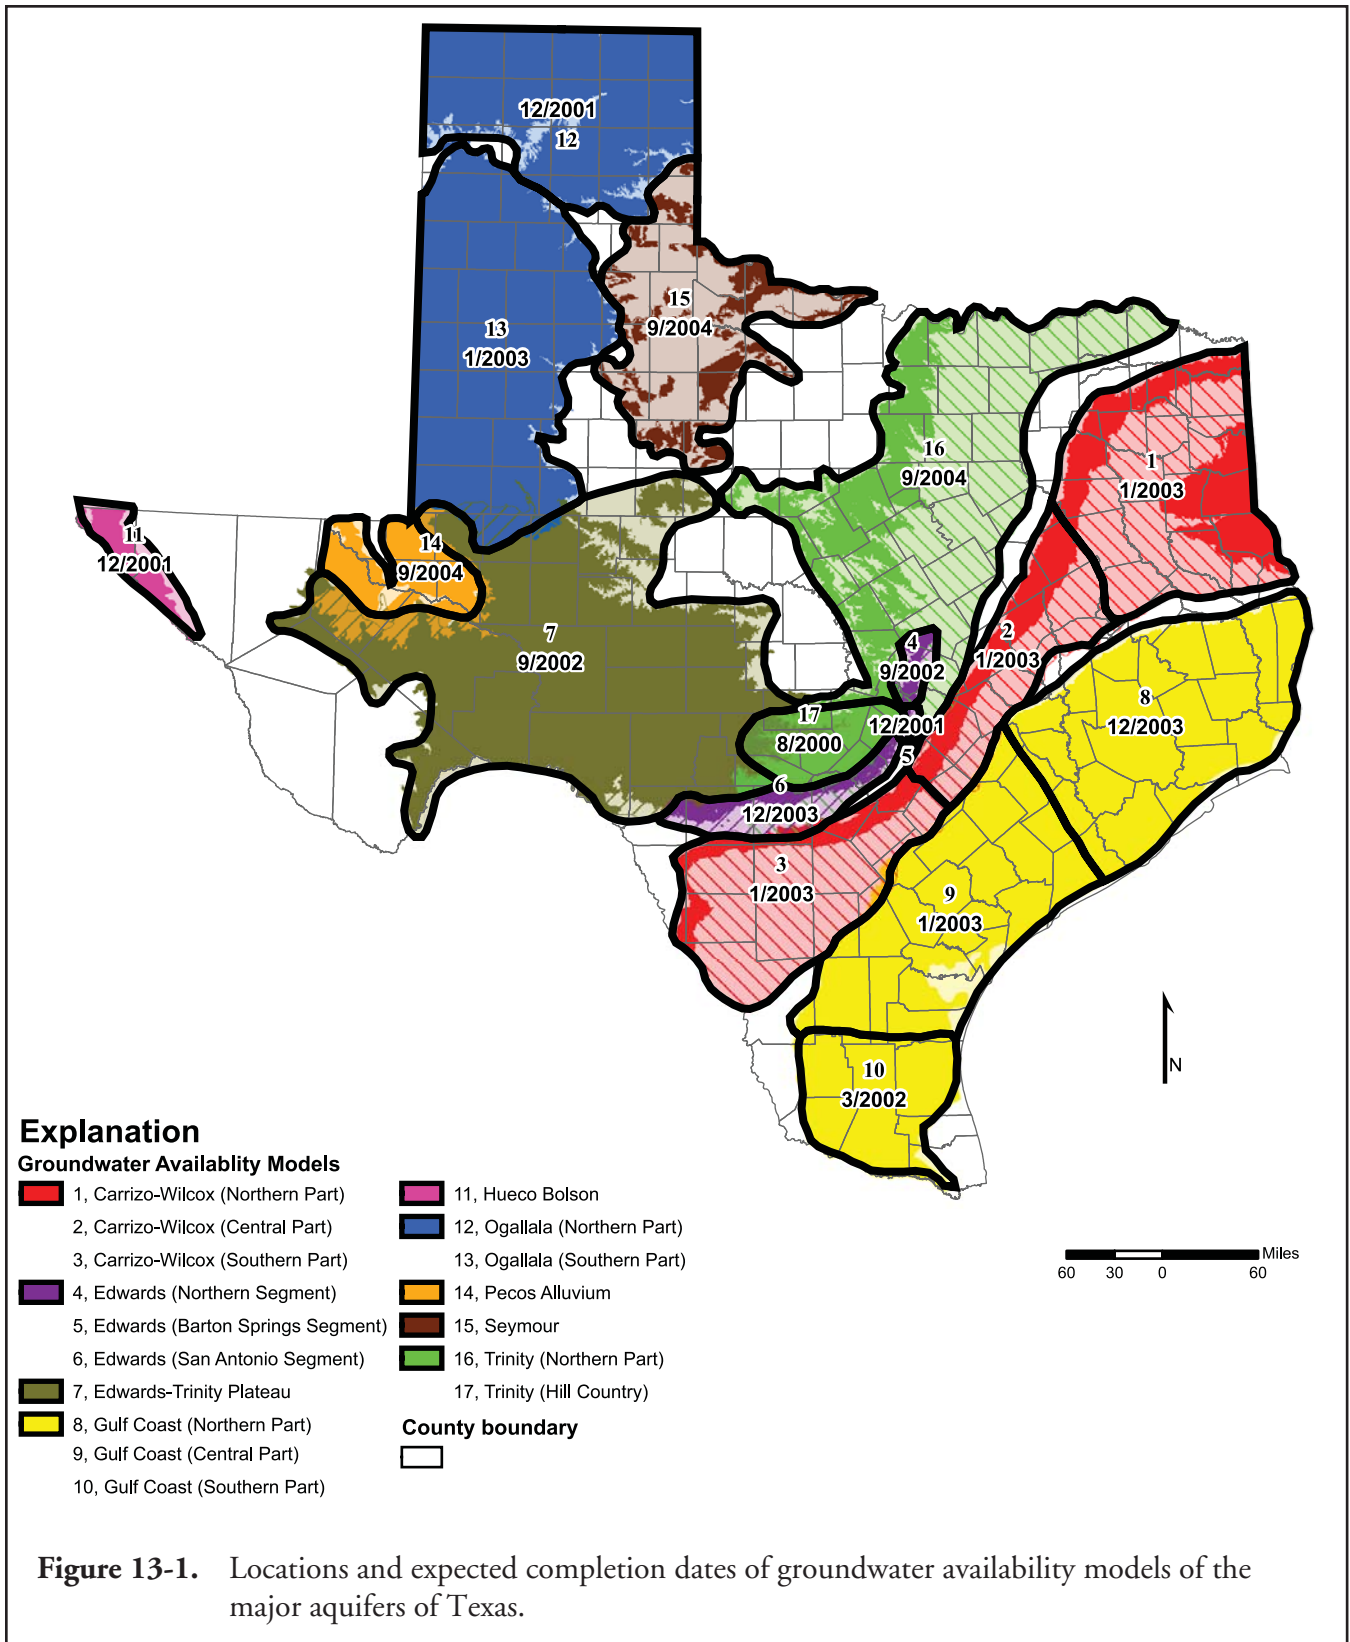 12/2001
12
15
9/2004
13
1/2003
16
9/2004
1
1/2003
11
12/2001
14
9/2004
7
9/2002
2
1/2003
4
9/2002
8
12/2003
17
8/2000
12/2001
5
6
12/2003
3
1/2003
9
1/2003
10
3/2002
N
Explanation
Groundwater Availablity Models
1, Carrizo-Wilcox (Northern Part)
2, Carrizo-Wilcox (Central Part)
3, Carrizo-Wilcox (Southern Part)
4, Edwards (Northern Segment)
5, Edwards (Barton Springs Segment)
6, Edwards (San Antonio Segment)
7, Edwards-Trinity Plateau
8, Gulf Coast (Northern Part)
9, Gulf Coast (Central Part)
10, Gulf Coast (Southern Part)
11, Hueco Bolson
12, Ogallala (Northern Part)
13, Ogallala (Southern Part)
14, Pecos Alluvium
15, Seymour
16, Trinity (Northern Part)
17, Trinity (Hill Country)
County boundary
Miles
60 30 0 60
Figure 13-1. Locations and expected completion dates of groundwater availability models of the
major aquifers of Texas.